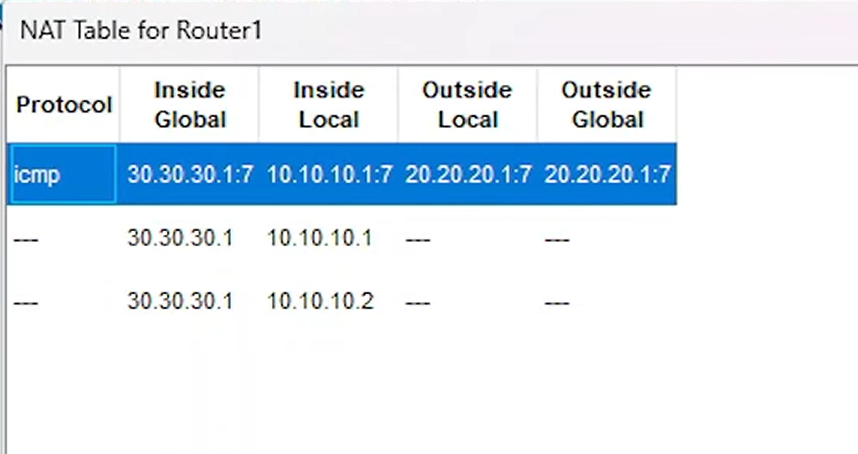 NAT Table for Router1
Protocol Inside Global Inside Local Outside Local Outside Global
icmp 30.30.30.1:7 10.10.10.1:7 20.20.20.1:7 20.20.20.1:7
--- 30.30.30.1 10.10.10.1 --- ---
--- 30.30.30.1 10.10.10.2 --- ---